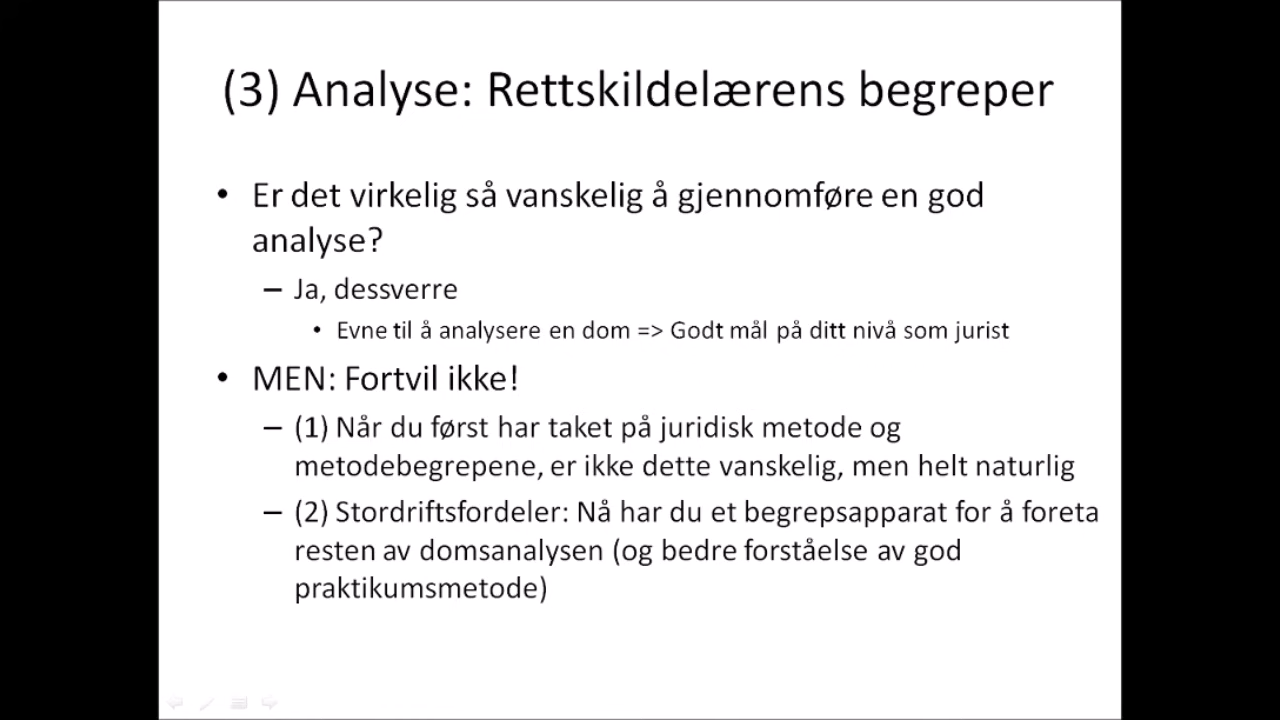 (3) Analyse: Rettskildelærens begreper
• Er det virkelig så vanskelig å gjennomføre en god
analyse?
– Ja, dessverre
• Evne til å analysere en dom => Godt mål på ditt nivå som jurist
• MEN: Fortvil ikke!
– (1) Når du først har taket på juridisk metode og
metodebegrepene, er ikke dette vanskelig, men helt naturlig
– (2) Stordriftsfordeler: Nå har du et begrepsapparat for å foreta
resten av domsanalysen (og bedre forståelse av god
praktikumsmetode)